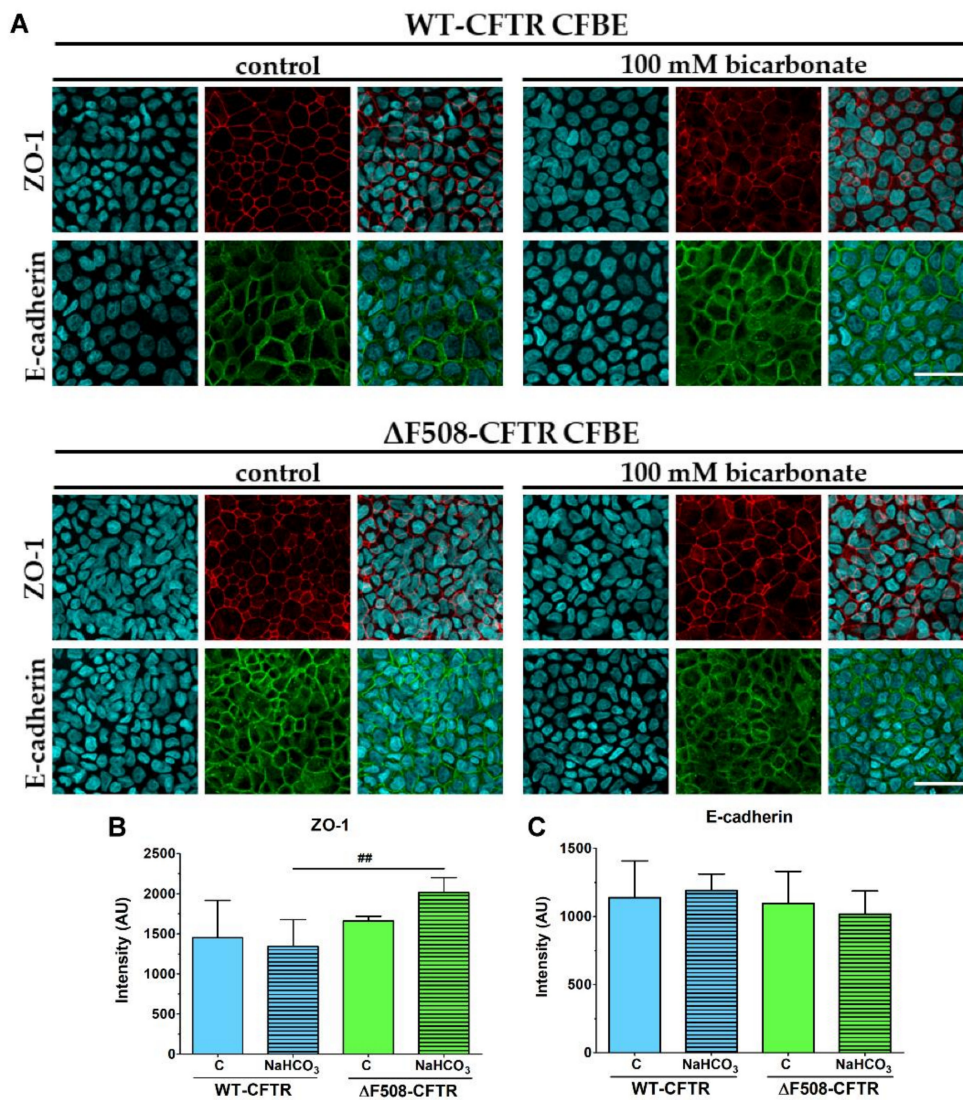 A
WT-CFTR CFBE
control
100 mM bicarbonate
ZO-1
E-cadherin
ΔF508-CFTR CFBE
control
100 mM bicarbonate
ZO-1
E-cadherin
B
ZO-1
##
Intensity (AU)
2500
2000
1500
1000
500
0
C NaHCO₃ C NaHCO₃
WT-CFTR ΔF508-CFTR
C
E-cadherin
Intensity (AU)
1500
1000
500
0
C NaHCO₃ C NaHCO₃
WT-CFTR ΔF508-CFTR